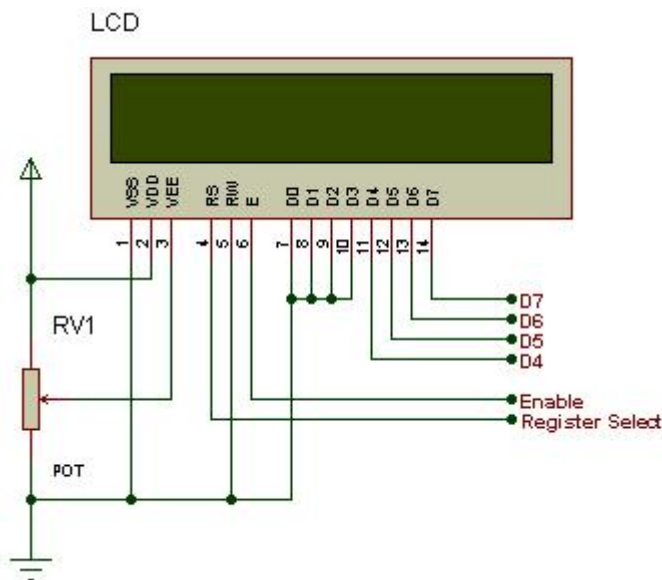 LCD
VSS
VDD
VEE
RS
RW
E
D0
D1
D2
D3
D4
D5
D6
D7
1
2
3
4
5
6
7
8
9
10
11
12
13
14
D7
RV1
D6
D5
D4
Enable
Register Select
POT